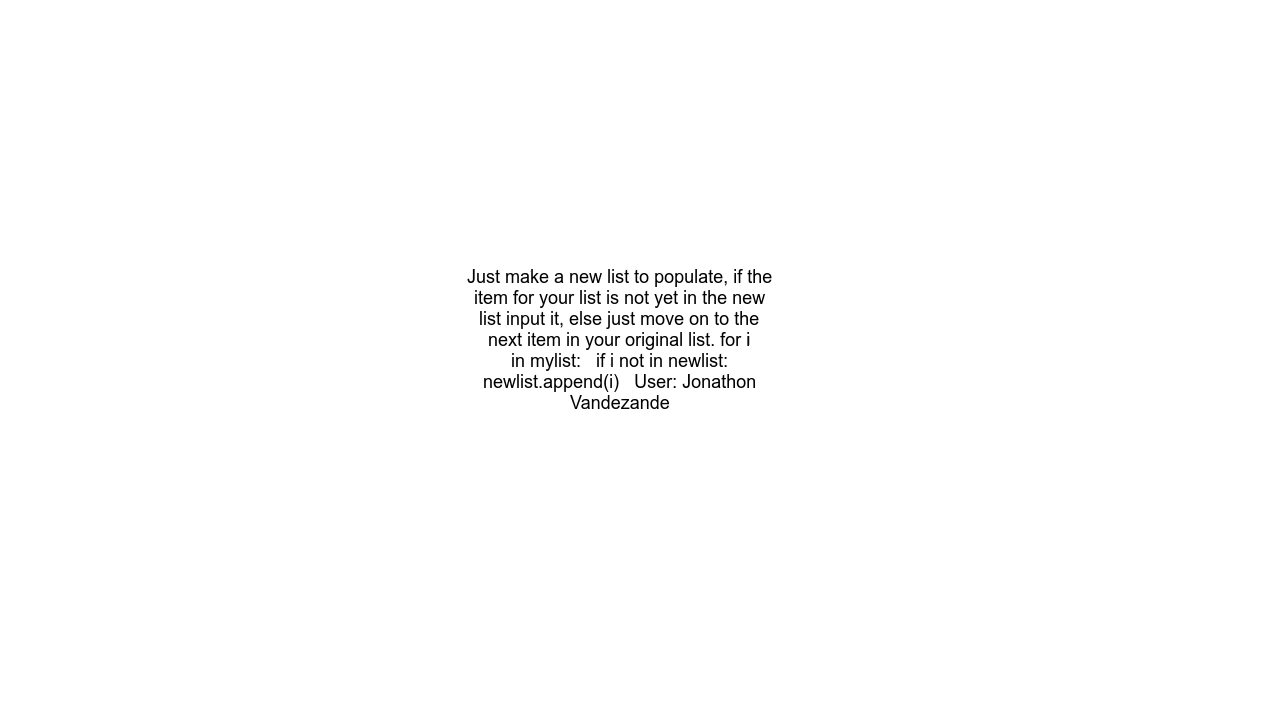 Just make a new list to populate, if the
item for your list is not yet in the new
list input it, else just move on to the
next item in your original list. for i
in mylist:   if i not in newlist:
newlist.append(i)   User: Jonathon
Vandezande